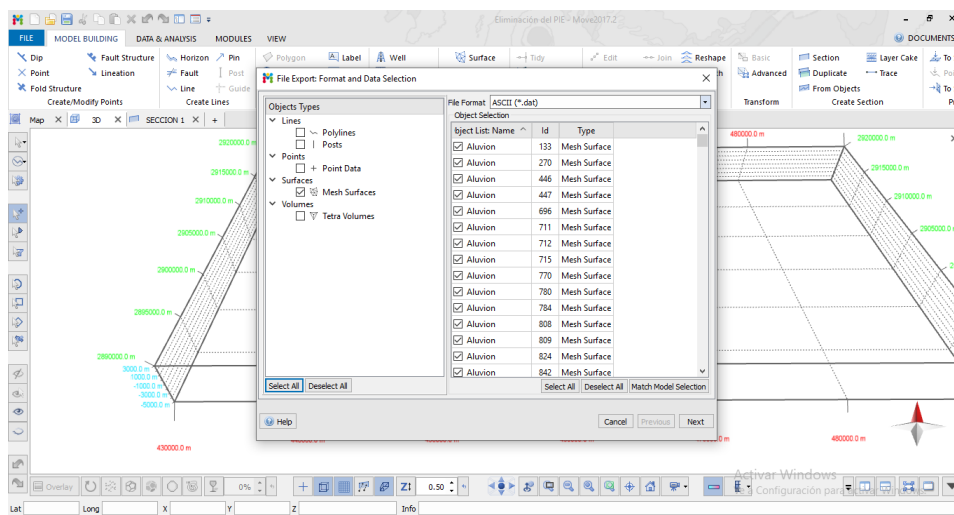 Eliminación del PIE - Move2017.2
FILE MODEL BUILDING DATA & ANALYSIS MODULES VIEW DOCUMENTS
Dip Fault Structure Horizon Pin Polygon Label Well Surface Tidy Edit Join Reshape Basic Section Layer Cake To
Point Lineation Fault Post Advanced Duplicate Trace
Fold Structure Line Guide From Objects To
Create/Modify Points Create Lines Transform Create Section
Map 3D SECCION 1
File Export: Format and Data Selection
Objects Types
Lines
Polylines
Posts
Points
Point Data
Surfaces
Mesh Surfaces
Volumes
Tetra Volumes
Select All Deselect All
File Format ASCII (*.dat)
Object Selection
bject List: Name Id Type
Aluvion 133 Mesh Surface
Aluvion 270 Mesh Surface
Aluvion 446 Mesh Surface
Aluvion 447 Mesh Surface
Aluvion 696 Mesh Surface
Aluvion 711 Mesh Surface
Aluvion 712 Mesh Surface
Aluvion 715 Mesh Surface
Aluvion 770 Mesh Surface
Aluvion 780 Mesh Surface
Aluvion 784 Mesh Surface
Aluvion 808 Mesh Surface
Aluvion 809 Mesh Surface
Aluvion 824 Mesh Surface
Aluvion 842 Mesh Surface
Select All Deselect All Match Model Selection
Help Cancel Previous Next
2920000.0 m
2915000.0 m
2910000.0 m
2905000.0 m
2900000.0 m
2895000.0 m
2890000.0 m
3000.0 m
1000.0 m
-1000.0 m
-3000.0 m
-5000.0 m
430000.0 m
480000.0 m
2920000.0 m
2915000.0 m
2910000.0 m
2905000.0
480000.0 m
Activar Windows
Overlay 0% Z↕ 0.50
Lat Long X Y Z Info